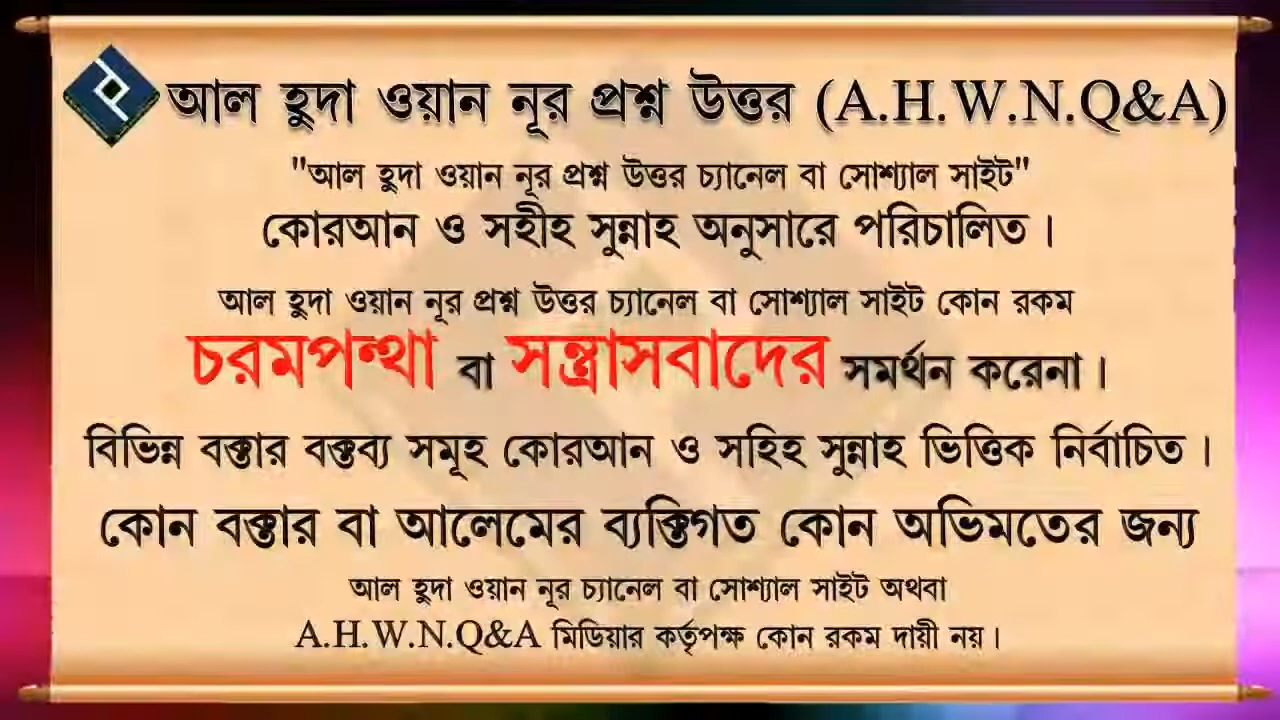 আল হুদা ওয়ান নূর প্রশ্ন উত্তর (A.H.W.N.Q&A)
"আল হুদা ওয়ান নূর প্রশ্ন উত্তর চ্যানেল বা সোশ্যাল সাইট"
কোরআন ও সহীহ সুন্নাহ অনুসারে পরিচালিত।
আল হুদা ওয়ান নূর প্রশ্ন উত্তর চ্যানেল বা সোশ্যাল সাইট কোন রকম
চরমপন্থা বা সন্ত্রাসবাদের সমর্থন করেনা।
বিভিন্ন বক্তার বক্তব্য সমূহ কোরআন ও সহিহ সুন্নাহ ভিত্তিক নির্বাচিত।
কোন বক্তার বা আলেমের ব্যক্তিগত কোন অভিমতের জন্য
আল হুদা ওয়ান নূর চ্যানেল বা সোশ্যাল সাইট অথবা
A.H.W.N.Q&A মিডিয়ার কর্তৃপক্ষ কোন রকম দায়ী নয়।